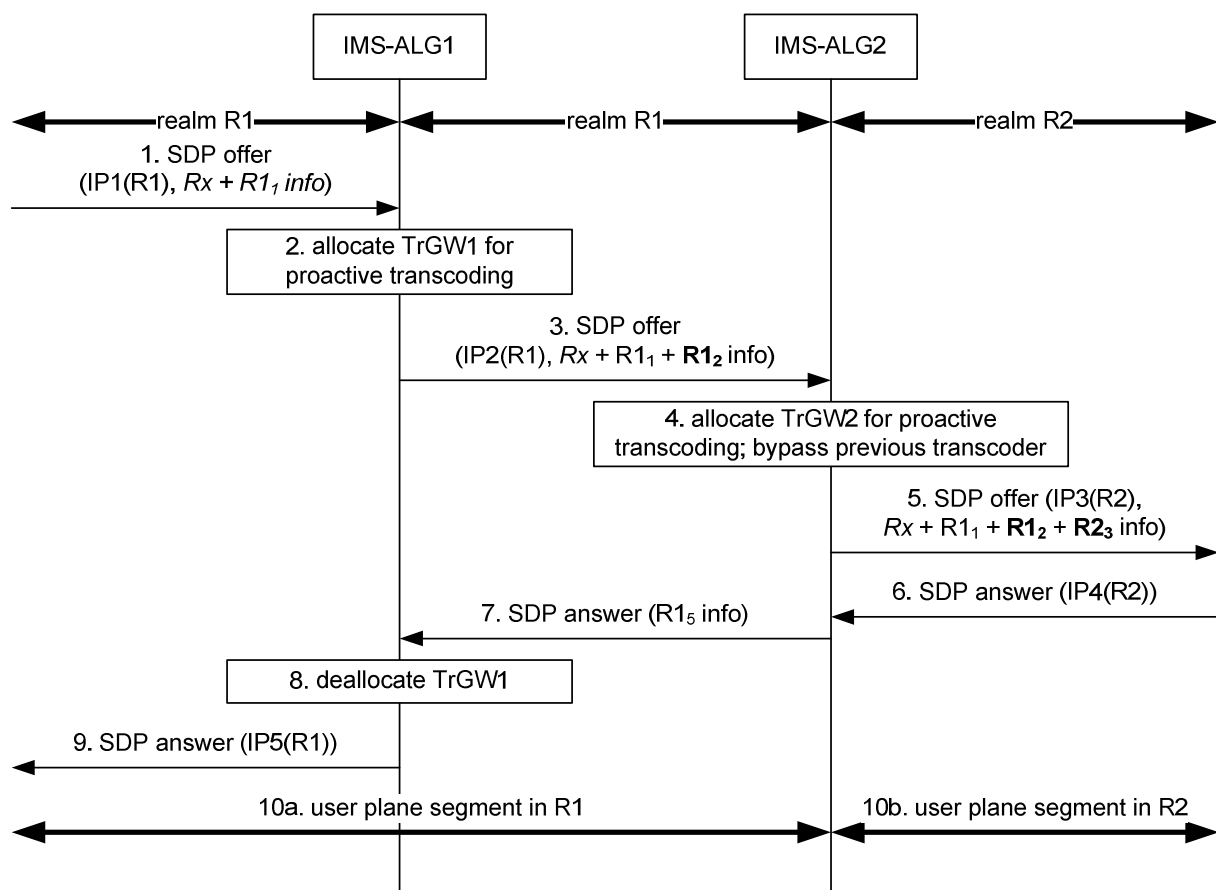 IMS-ALG1
IMS-ALG2
realm R1
realm R1
realm R2
1. SDP offer
(IP1(R1), Rx + R1₁ info)
2. allocate TrGW1 for
proactive transcoding
3. SDP offer
(IP2(R1), Rx + R1₁ + R1₂ info)
4. allocate TrGW2 for proactive
transcoding; bypass previous transcoder
5. SDP offer (IP3(R2),
Rx + R1₁ + R1₂ + R2₃ info)
6. SDP answer (IP4(R2))
7. SDP answer (R1₅ info)
8. deallocate TrGW1
9. SDP answer (IP5(R1))
10a. user plane segment in R1
10b. user plane segment in R2